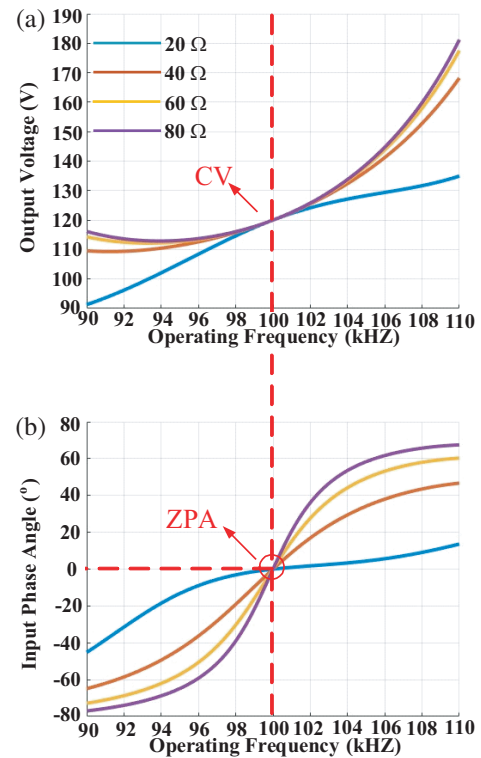 (a)
190
180
170
160
150
140
130
120
110
100
90
Output Voltage (V)
20 Ω
40 Ω
60 Ω
80 Ω
CV
90 92 94 96 98 100 102 104 106 108 110
Operating Frequency (kHZ)
(b)
80
60
40
20
0
-20
-40
-60
-80
Input Phase Angle (°)
ZPA
90 92 94 96 98 100 102 104 106 108 110
Operating Frequency (kHZ)